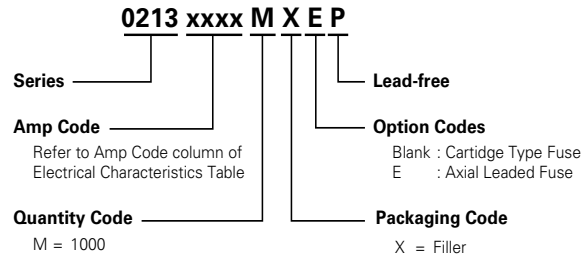 0213 xxxx M X E P
Series
Lead-free
Amp Code
Refer to Amp Code column of
Electrical Characteristics Table
Option Codes
Blank : Cartidge Type Fuse
E : Axial Leaded Fuse
Quantity Code
M = 1000
Packaging Code
X = Filler